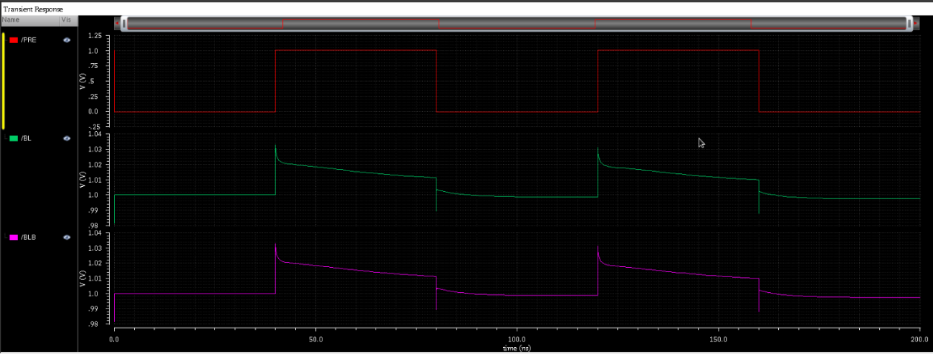 Transient Response
Name Vis
/PRE
V (V)
1.25
1.0
.75
.5
.25
0.0
-.25
/BL
V (V)
1.04
1.03
1.02
1.01
1.0
.99
.98
/BLB
V (V)
1.04
1.03
1.02
1.01
1.0
.99
.98
0.0 50.0 100.0 150.0 200.0
time (ns)